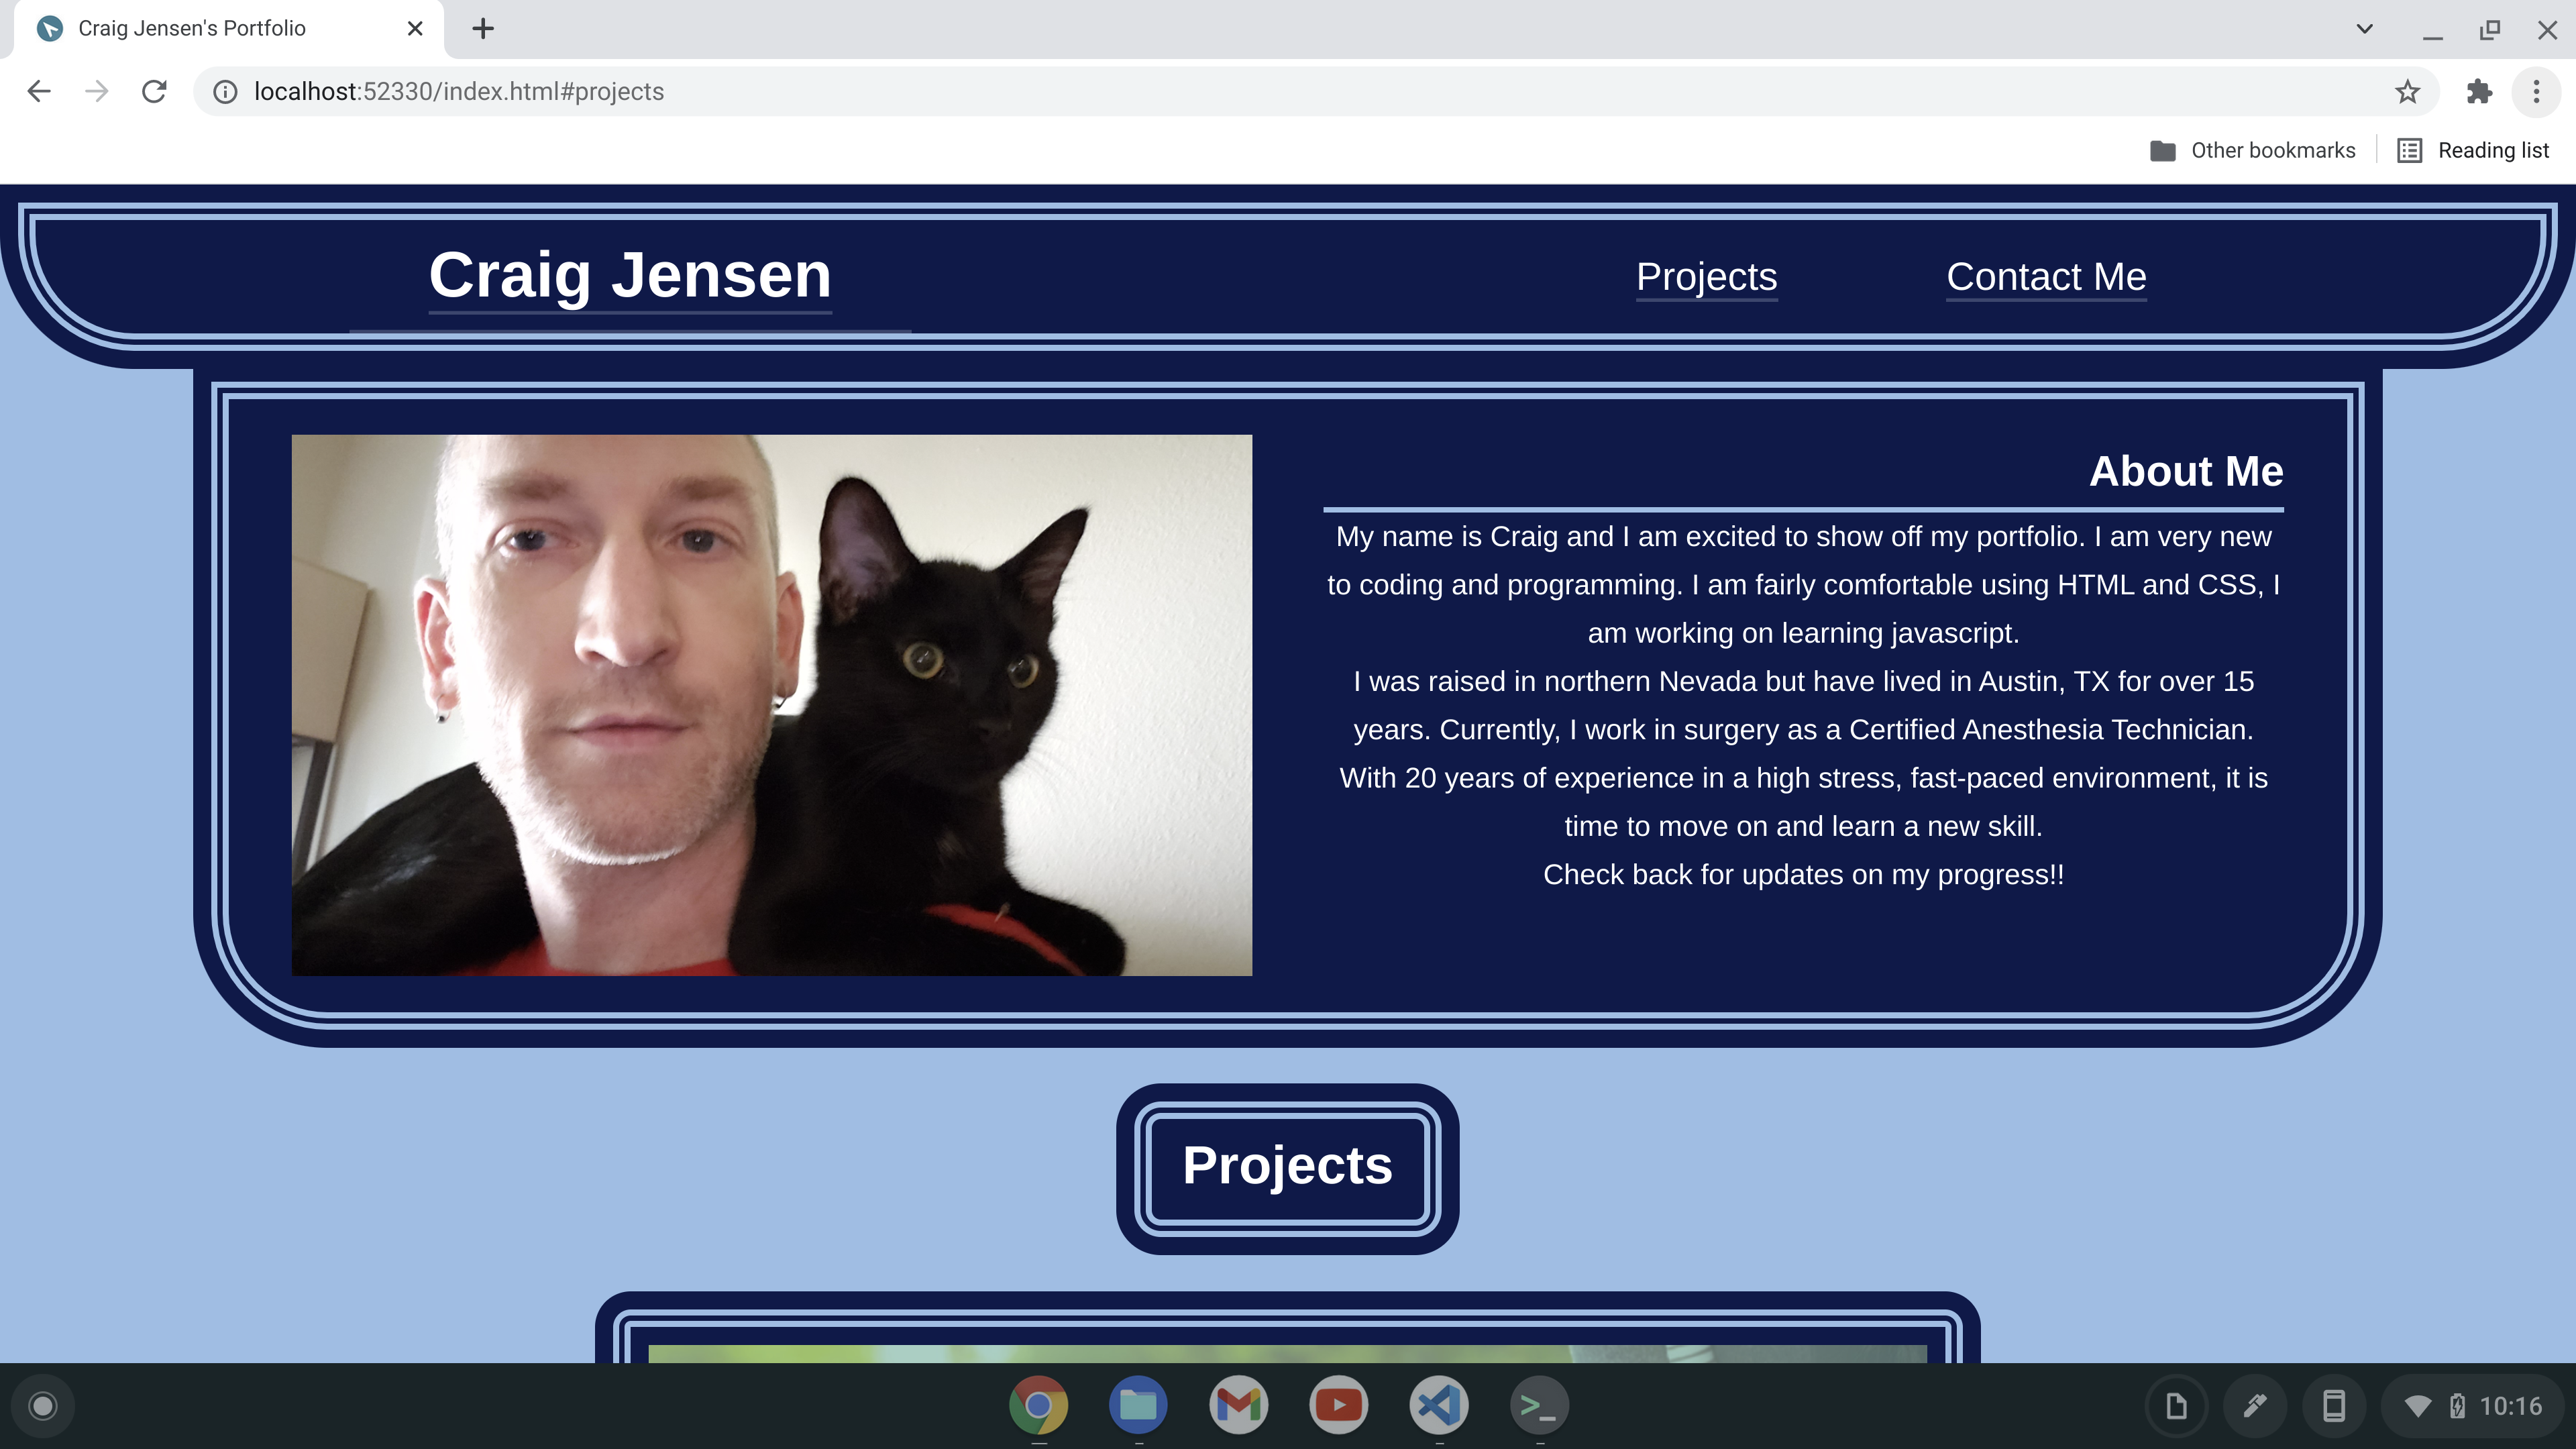 Craig Jensen's Portfolio
localhost:52330/index.html#projects
Other bookmarks
Reading list
Craig Jensen
Projects
Contact Me
About Me
My name is Craig and I am excited to show off my portfolio. I am very new
to coding and programming. I am fairly comfortable using HTML and CSS, I
am working on learning javascript.
I was raised in northern Nevada but have lived in Austin, TX for over 15
years. Currently, I work in surgery as a Certified Anesthesia Technician.
With 20 years of experience in a high stress, fast-paced environment, it is
time to move on and learn a new skill.
Check back for updates on my progress!!
Projects
10:16